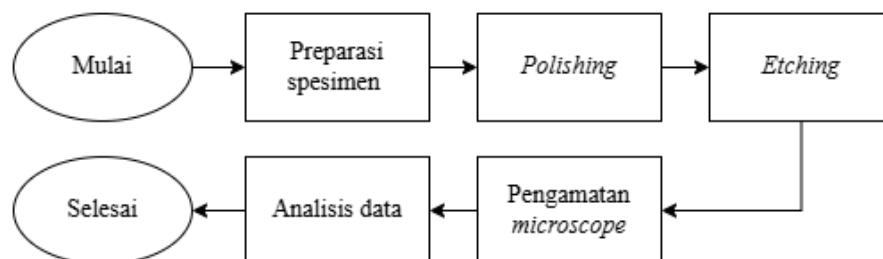 Mulai
Preparasi
spesimen
Polishing
Etching
Pengamatan
microscope
Analisis data
Selesai